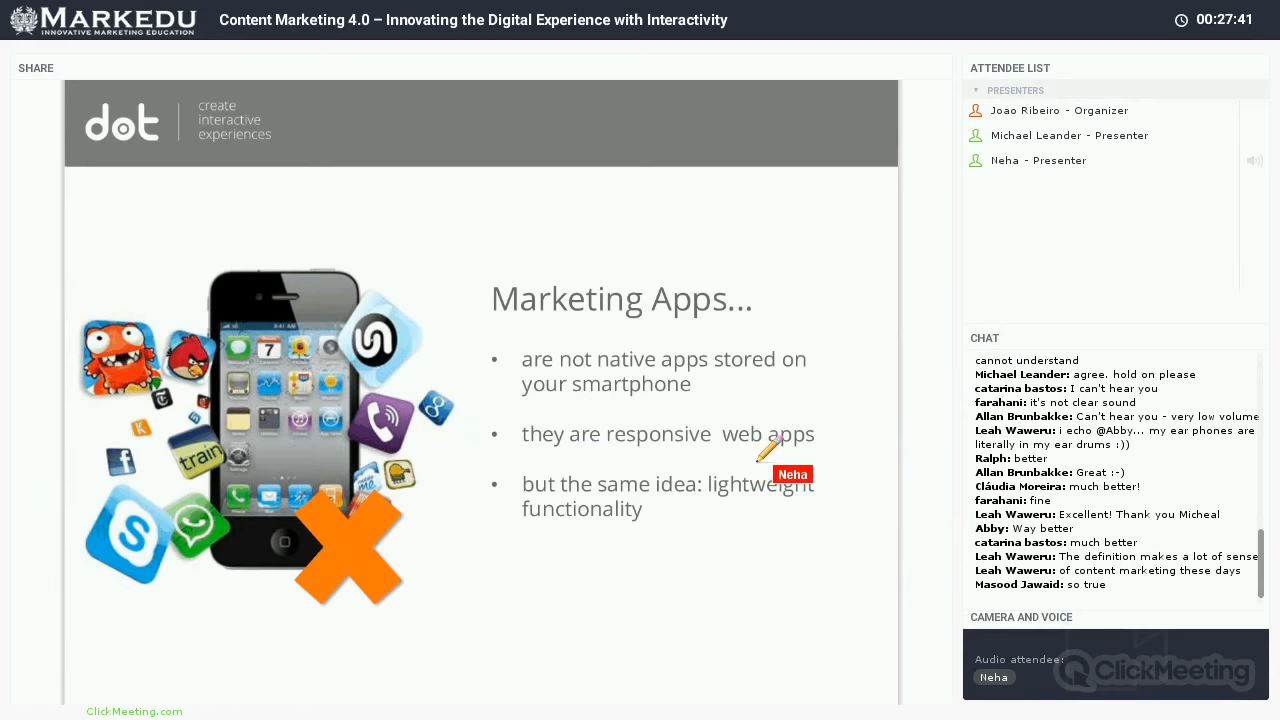 MARKEDU
INNOVATIVE MARKETING EDUCATION
Content Marketing 4.0 – Innovating the Digital Experience with Interactivity
00:27:41
SHARE
dot
create
interactive
experiences
9:41 AM
7
train
f
S
8
Marketing Apps...
• are not native apps stored on
your smartphone
• they are responsive web apps
Neha
• but the same idea: lightweight
functionality
ClickMeeting.com
ATTENDEE LIST
PRESENTERS
Joao Ribeiro - Organizer
Michael Leander - Presenter
Neha - Presenter
CHAT
cannot understand
Michael Leander: agree. hold on please
catarina bastos: I can't hear you
farahani: it's not clear sound
Allan Brunbakke: Can't hear you - very low volume
Leah Waweru: i echo @Abby... my ear phones are
literally in my ear drums :))
Ralph: better
Allan Brunbakke: Great :-)
Cláudia Moreira: much better!
farahani: fine
Leah Waweru: Excellent! Thank you Micheal
Abby: Way better
catarina bastos: much better
Leah Waweru: The definition makes a lot of sense
Leah Waweru: of content marketing these days
Masood Jawaid: so true
CAMERA AND VOICE
Audio attendee:
Neha
ClickMeeting